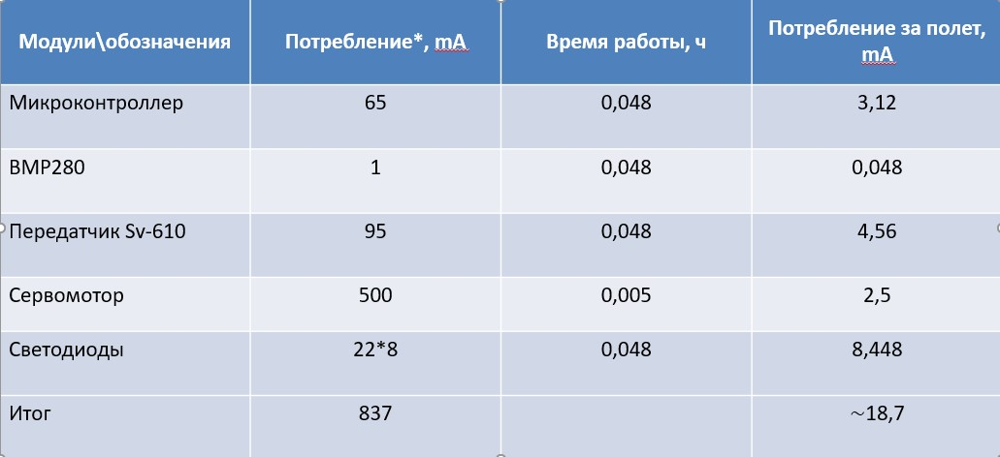 Модули\обозначения
Потребление*, mA
Время работы, ч
Потребление за полет,
mA
Микроконтроллер
65
0,048
3,12
BMP280
1
0,048
0,048
Передатчик Sv-610
95
0,048
4,56
Сервомотор
500
0,005
2,5
Светодиоды
22*8
0,048
8,448
Итог
837
~18,7